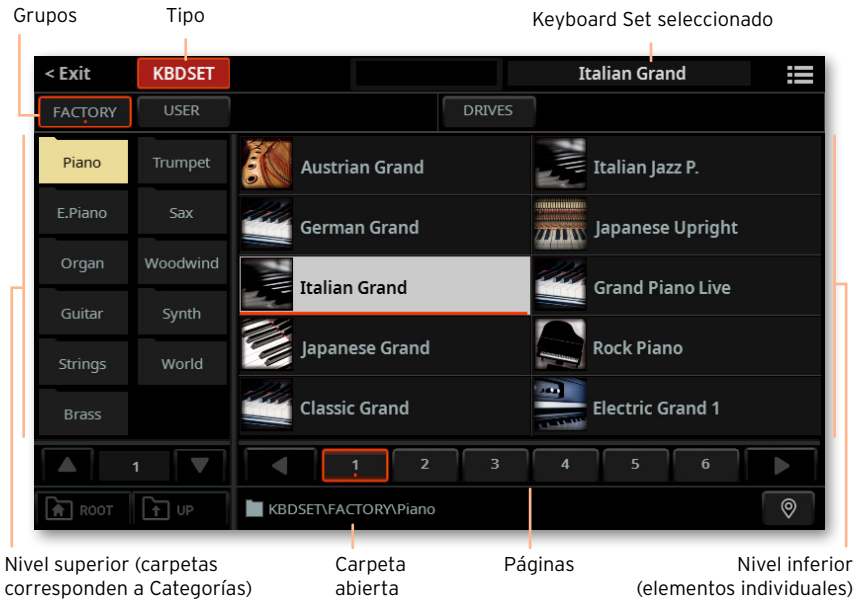 Grupos
Tipo
Keyboard Set seleccionado
< Exit
KBDSET
Italian Grand
FACTORY
USER
DRIVES
Piano
Trumpet
E.Piano
Sax
Organ
Woodwind
Guitar
Synth
Strings
World
Brass
Austrian Grand
Italian Jazz P.
German Grand
Japanese Upright
Italian Grand
Grand Piano Live
Japanese Grand
Rock Piano
Classic Grand
Electric Grand 1
1
1
2
3
4
5
6
ROOT
UP
KBDSET\FACTORY\Piano
Nivel superior (carpetas
corresponden a Categorías)
Carpeta
abierta
Páginas
Nivel inferior
(elementos individuales)